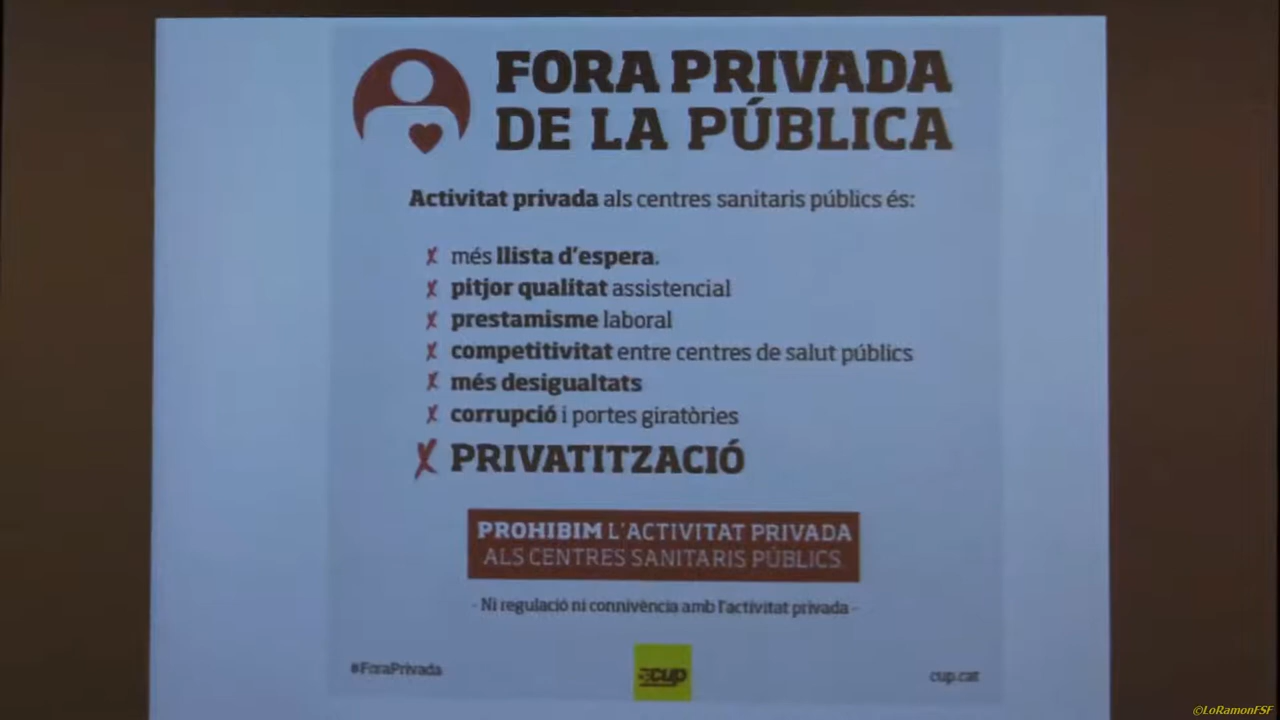 FORA PRIVADA
DE LA PÚBLICA
Activitat privada als centres sanitaris públics és:
✗ més llista d'espera.
✗ pitjor qualitat assistencial
✗ prestamisme laboral
✗ competitivitat entre centres de salut públics
✗ més desigualtats
✗ corrupció i portes giratòries
✗ PRIVATITZACIÓ
PROHIBIM L'ACTIVITAT PRIVADA
ALS CENTRES SANITARIS PÚBLICS
- Ni regulació ni connivència amb l'activitat privada -
#ForaPrivada
cup
cup.cat
©LoRamonFSF